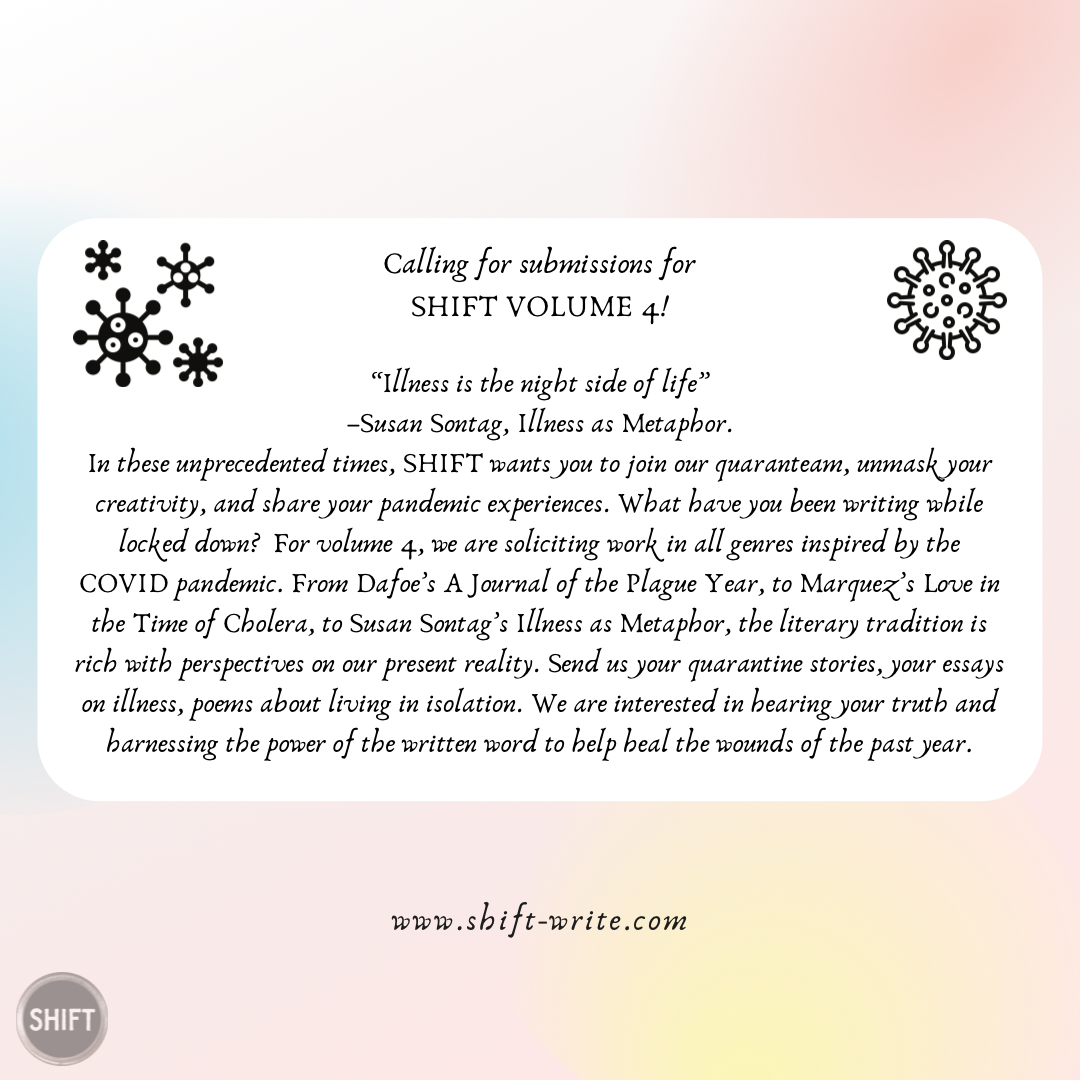 Calling for submissions for
SHIFT VOLUME 4!
“Illness is the night side of life”
–Susan Sontag, Illness as Metaphor.
In these unprecedented times, SHIFT wants you to join our quaranteam, unmask your
creativity, and share your pandemic experiences. What have you been writing while
locked down?  For volume 4, we are soliciting work in all genres inspired by the
COVID pandemic. From Dafoe’s A Journal of the Plague Year, to Marquez’s Love in
the Time of Cholera, to Susan Sontag’s Illness as Metaphor, the literary tradition is
rich with perspectives on our present reality. Send us your quarantine stories, your essays
on illness, poems about living in isolation. We are interested in hearing your truth and
harnessing the power of the written word to help heal the wounds of the past year.
www.shift-write.com
SHIFT